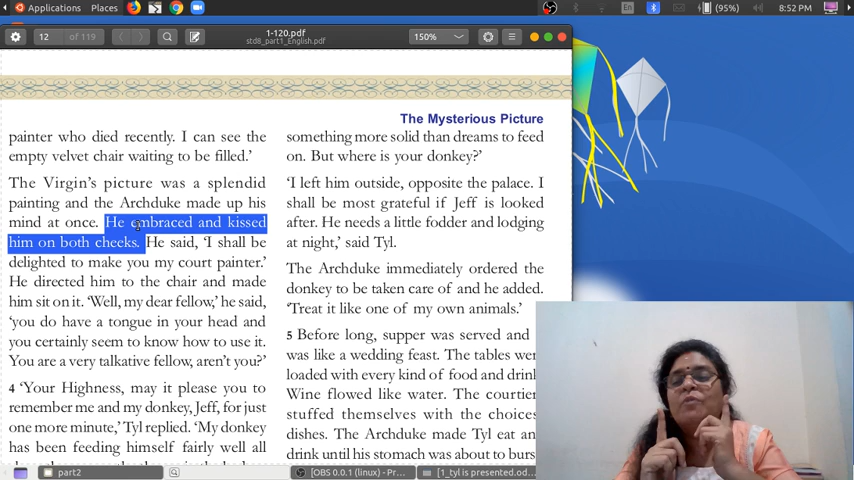 Applications Places
En
(95%)
8:52 PM
12 of 119
1-120.pdf
std8_part1_English.pdf
150%
The Mysterious Picture
painter who died recently. I can see the
empty velvet chair waiting to be filled.’
The Virgin’s picture was a splendid
painting and the Archduke made up his
mind at once. He embraced and kissed
him on both cheeks. He said, ‘I shall be
delighted to make you my court painter.’
He directed him to the chair and made
him sit on it. ‘Well, my dear fellow,’ he said,
‘you do have a tongue in your head and
you certainly seem to know how to use it.
You are a very talkative fellow, aren’t you?’
4 ‘Your Highness, may it please you to
remember me and my donkey, Jeff, for just
one more minute,’ Tyl replied. ‘My donkey
has been feeding himself fairly well all
something more solid than dreams to feed
on. But where is your donkey?’
‘I left him outside, opposite the palace. I
shall be most grateful if Jeff is looked
after. He needs a little fodder and lodging
at night,’ said Tyl.
The Archduke immediately ordered the
donkey to be taken care of and he added.
‘Treat it like one of my own animals.’
5 Before long, supper was served and
was like a wedding feast. The tables wer
loaded with every kind of food and drink
Wine flowed like water. The courtier
stuffed themselves with the choices
dishes. The Archduke made Tyl eat an
drink until his stomach was about to burs
part2
[OBS 0.0.1 (linux) - Pr...
[1_tyl is presented.od...